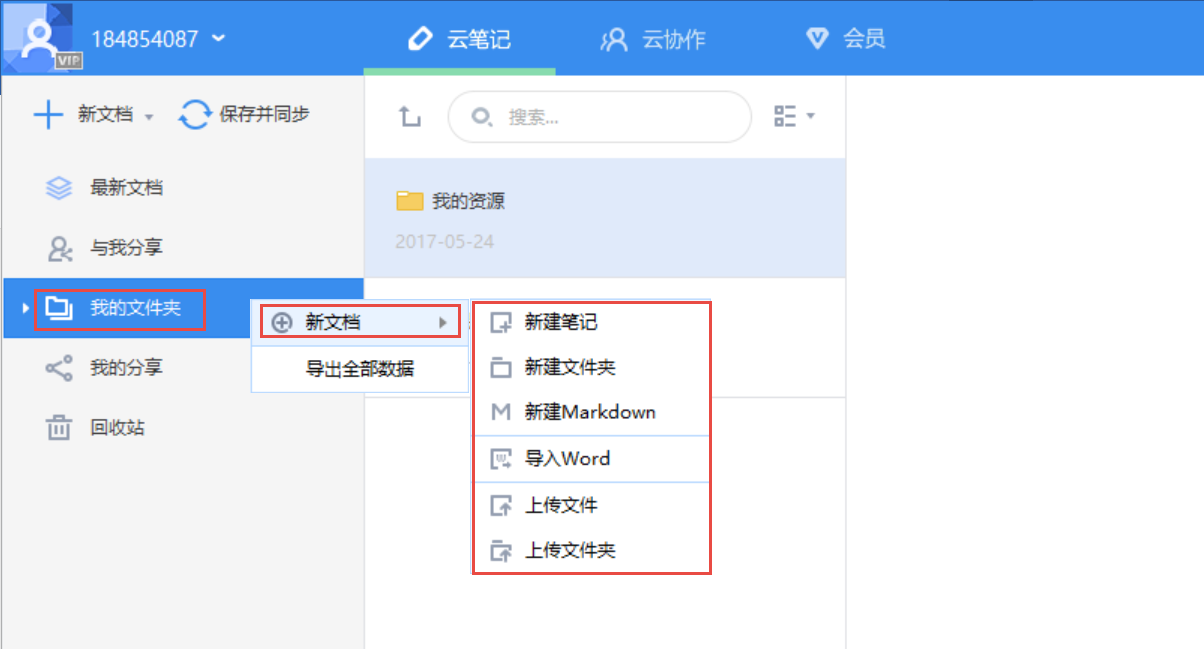 184854087
VIP
云笔记
云协作
会员
新文档
保存并同步
搜索...
最新文档
与我分享
我的文件夹
我的分享
回收站
我的资源
2017-05-24
新文档
导出全部数据
新建笔记
新建文件夹
新建Markdown
导入Word
上传文件
上传文件夹